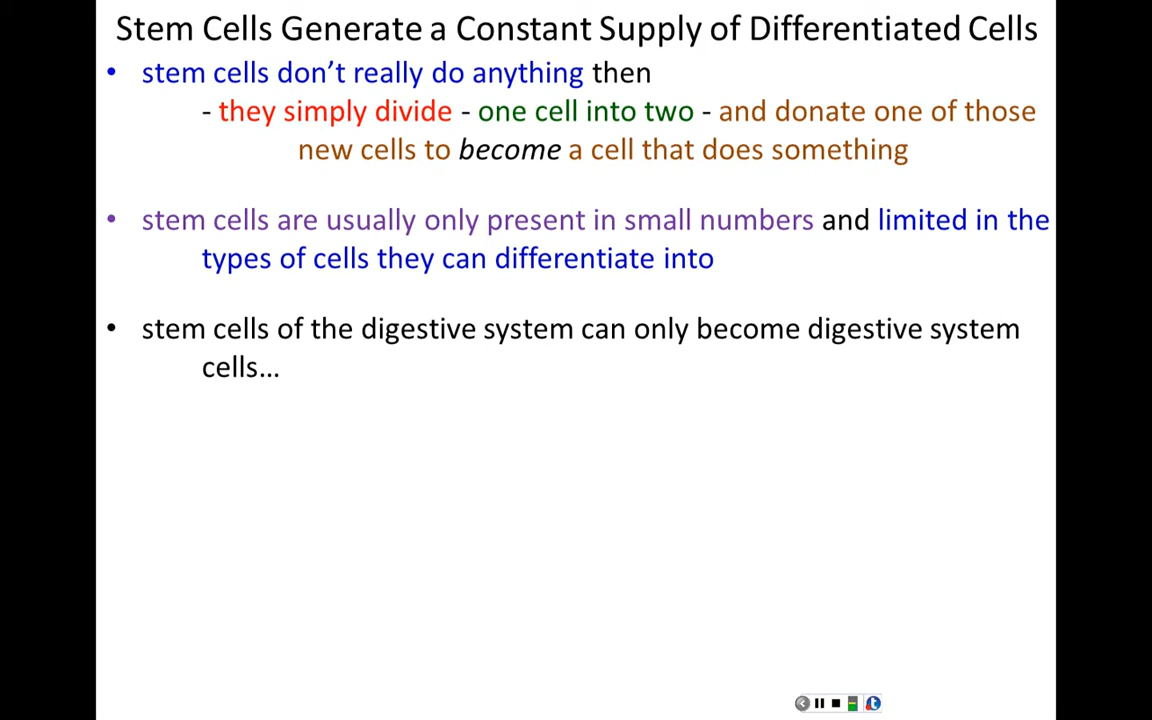 Stem Cells Generate a Constant Supply of Differentiated Cells
• stem cells don’t really do anything then
- they simply divide - one cell into two - and donate one of those
new cells to become a cell that does something
• stem cells are usually only present in small numbers and limited in the
types of cells they can differentiate into
• stem cells of the digestive system can only become digestive system
cells…